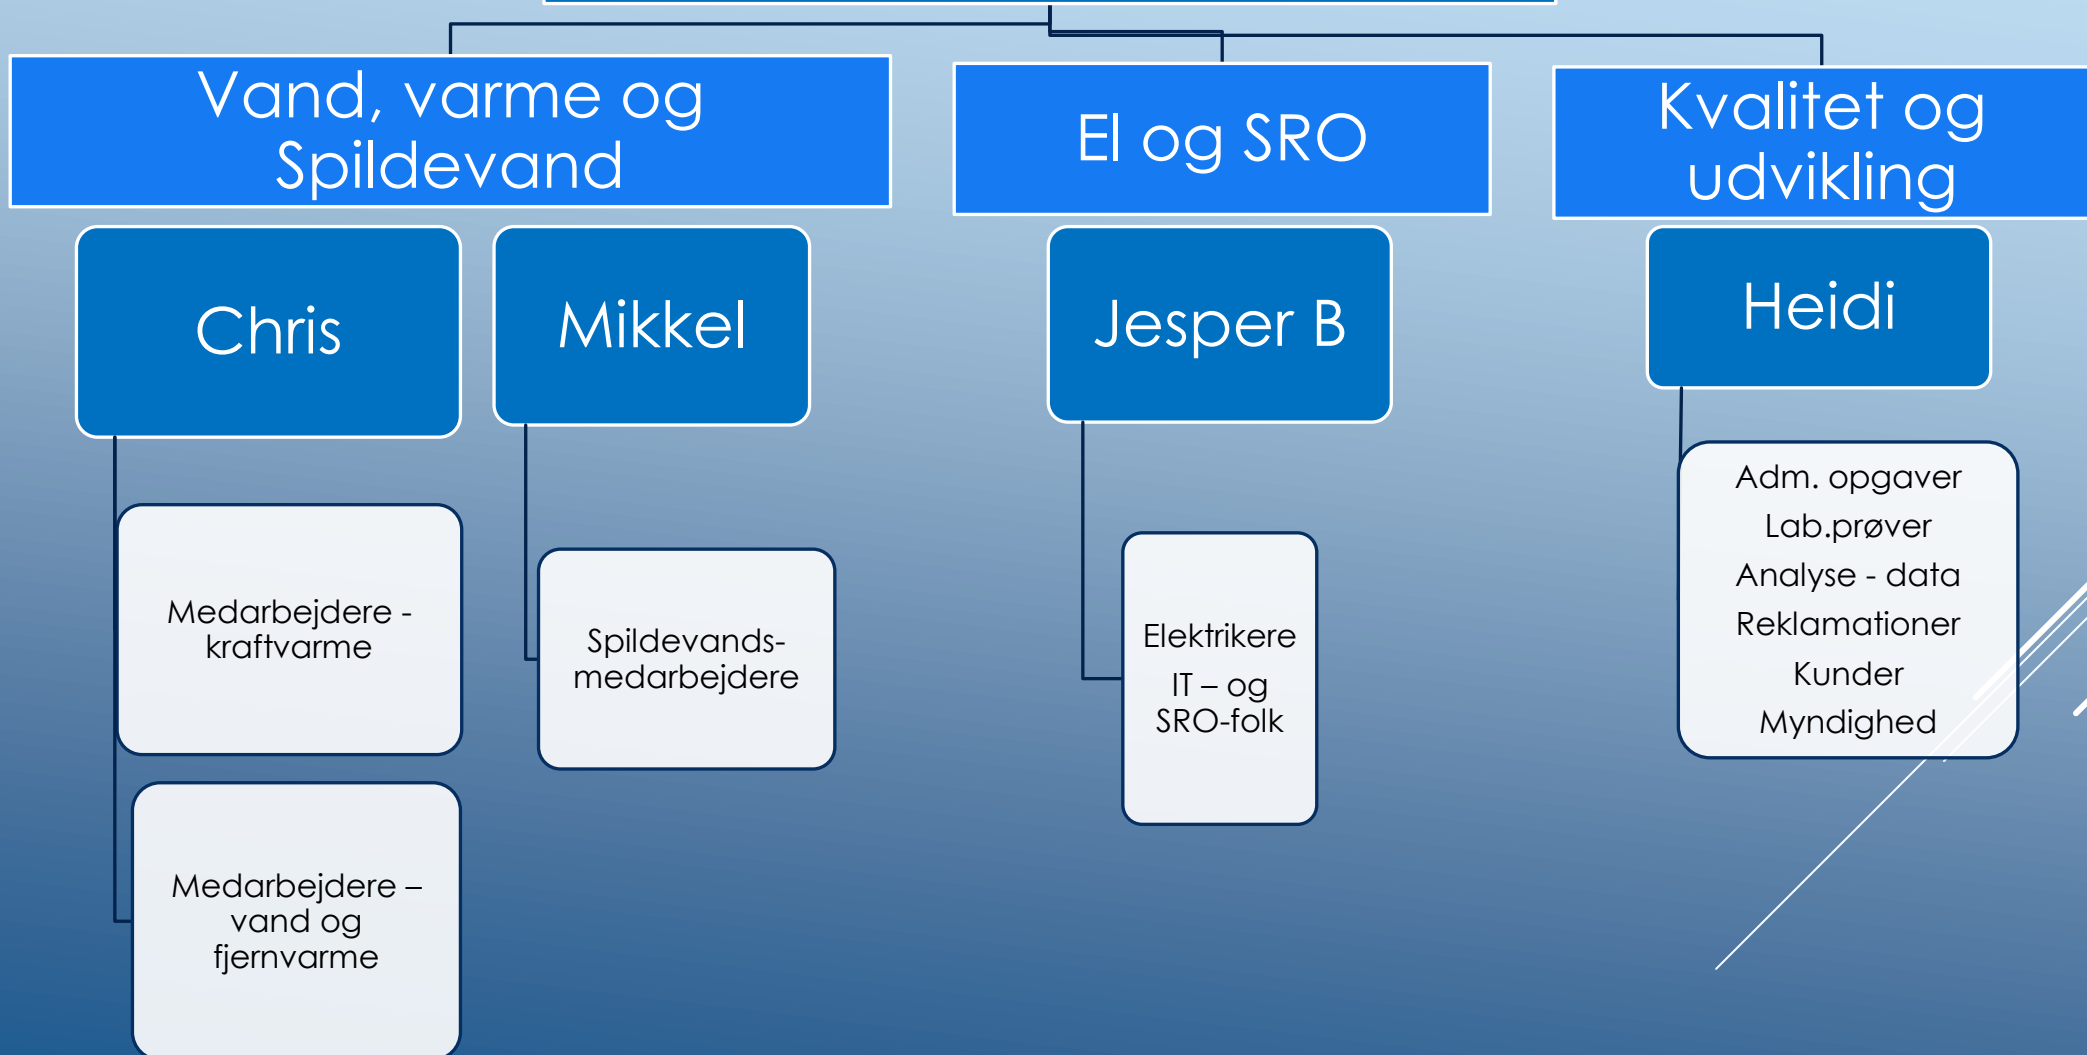 Vand, varme og
Spildevand
El og SRO
Kvalitet og
udvikling
Chris
Mikkel
Jesper B
Heidi
Medarbejdere -
kraftvarme
Medarbejdere –
vand og
fjernvarme
Spildevands-
medarbejdere
Elektrikere
IT – og
SRO-folk
Adm. opgaver
Lab.prøver
Analyse - data
Reklamationer
Kunder
Myndighed